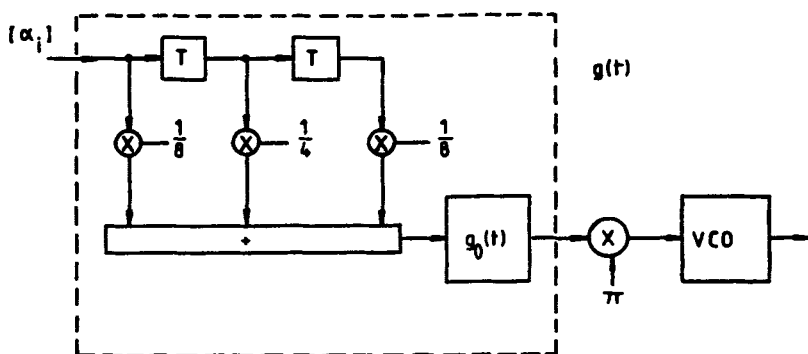 [α_i]
T
T
g(t)
X
1/8
X
1/4
X
1/8
+
g_0(t)
X
VCO
π